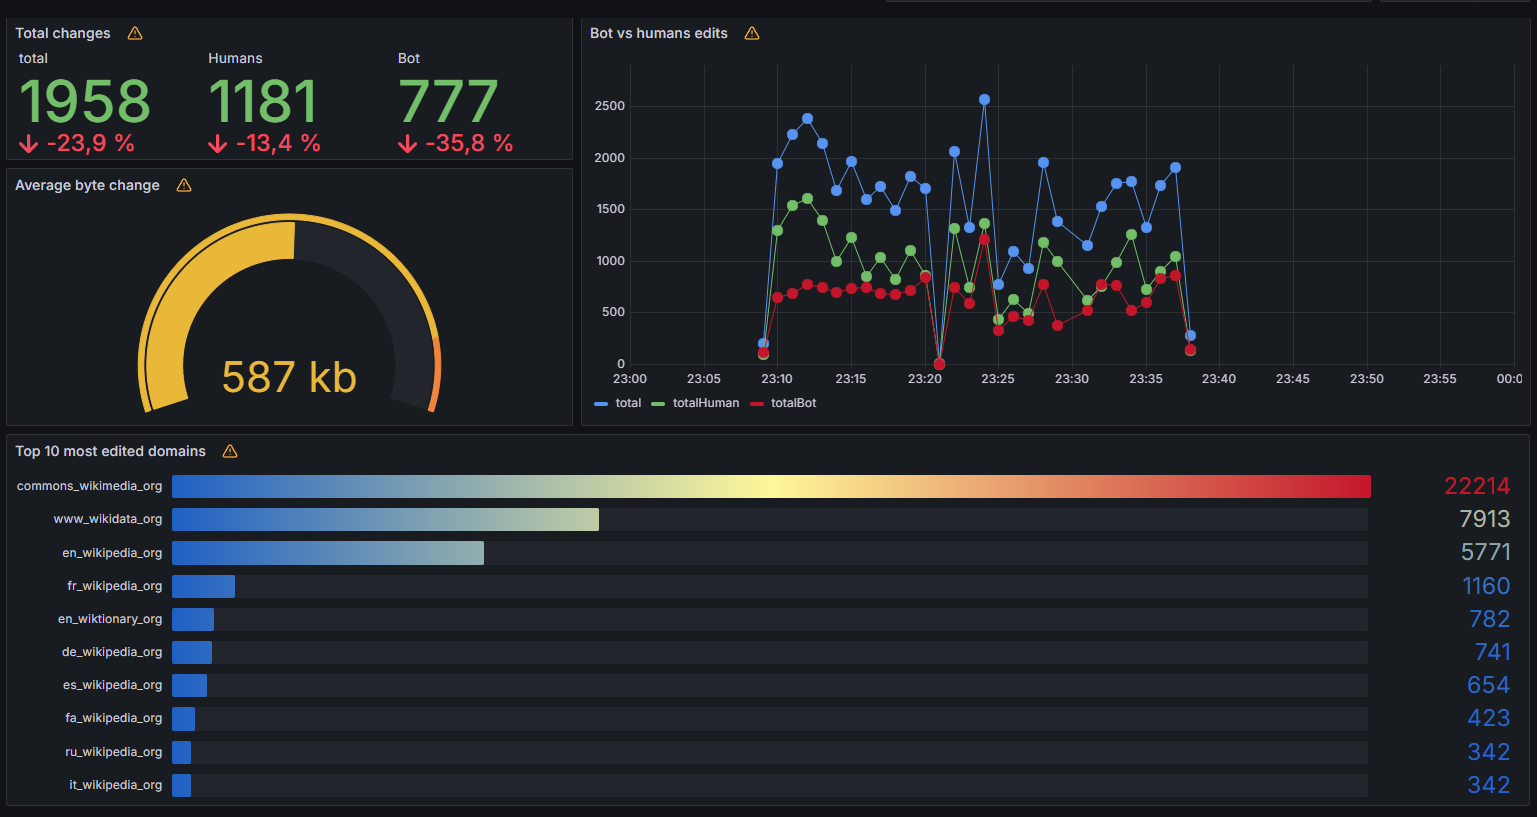 Total changes
total Humans Bot
1958 1181 777
-23,9 % -13,4 % -35,8 %
Average byte change
587 kb
Bot vs humans edits
2500
2000
1500
1000
500
0
23:00 23:05 23:10 23:15 23:20 23:25 23:30 23:35 23:40 23:45 23:50 23:55 00:0
total totalHuman totalBot
Top 10 most edited domains
commons_wikimedia_org 22214
www_wikidata_org 7913
en_wikipedia_org 5771
fr_wikipedia_org 1160
en_wiktionary_org 782
de_wikipedia_org 741
es_wikipedia_org 654
fa_wikipedia_org 423
ru_wikipedia_org 342
it_wikipedia_org 342